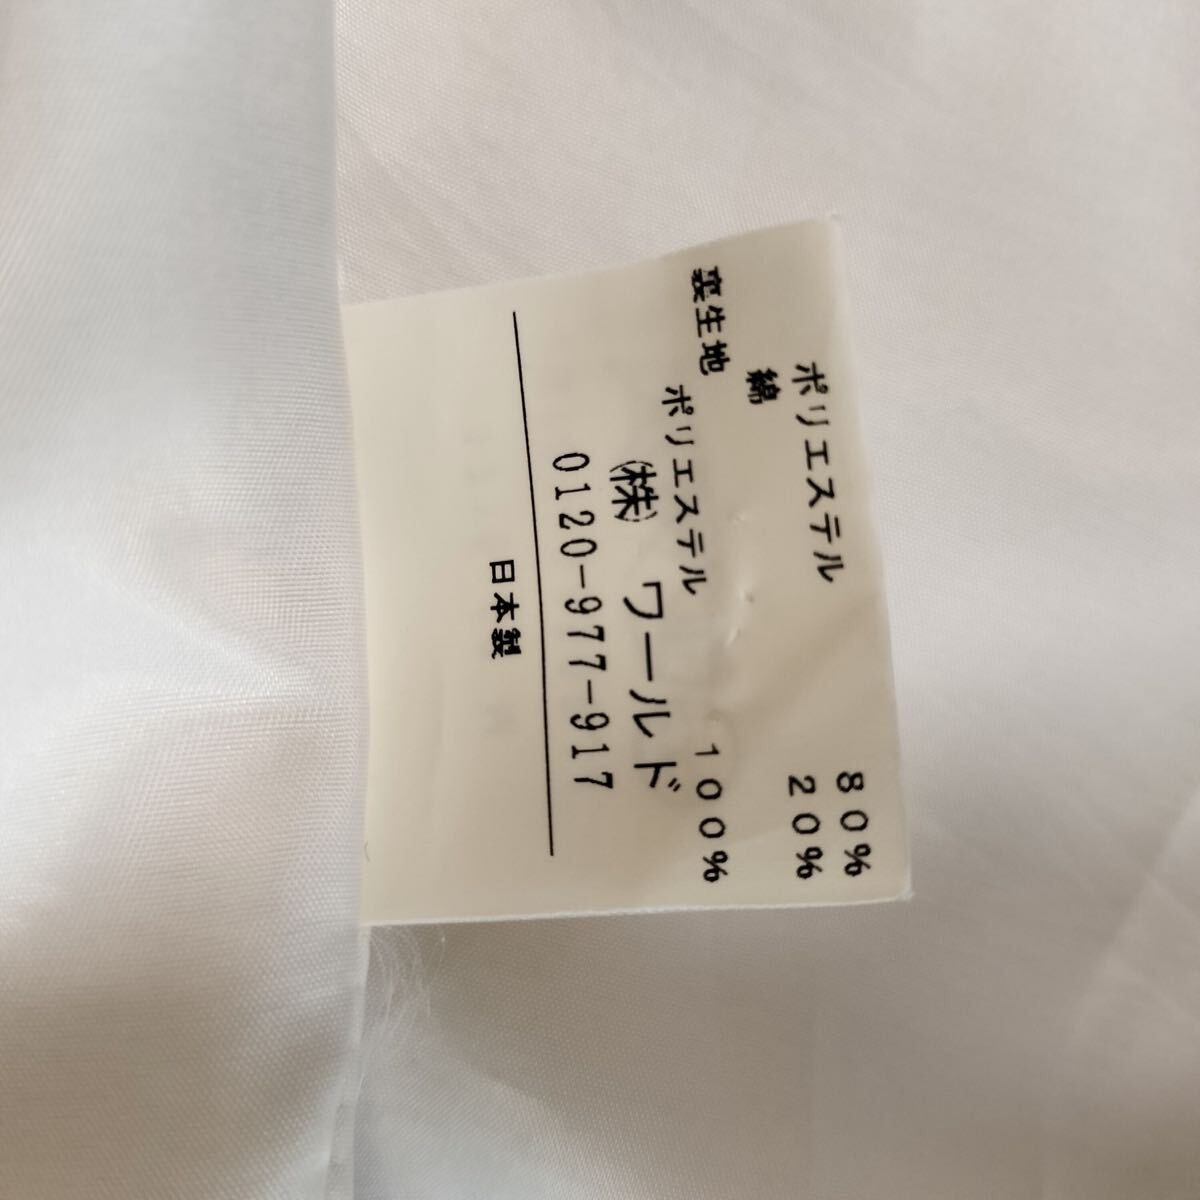 ポリエステル 80%
綿 20%
裏生地
ポリエステル 100%
(株) ワールド
0120-977-917
日本製